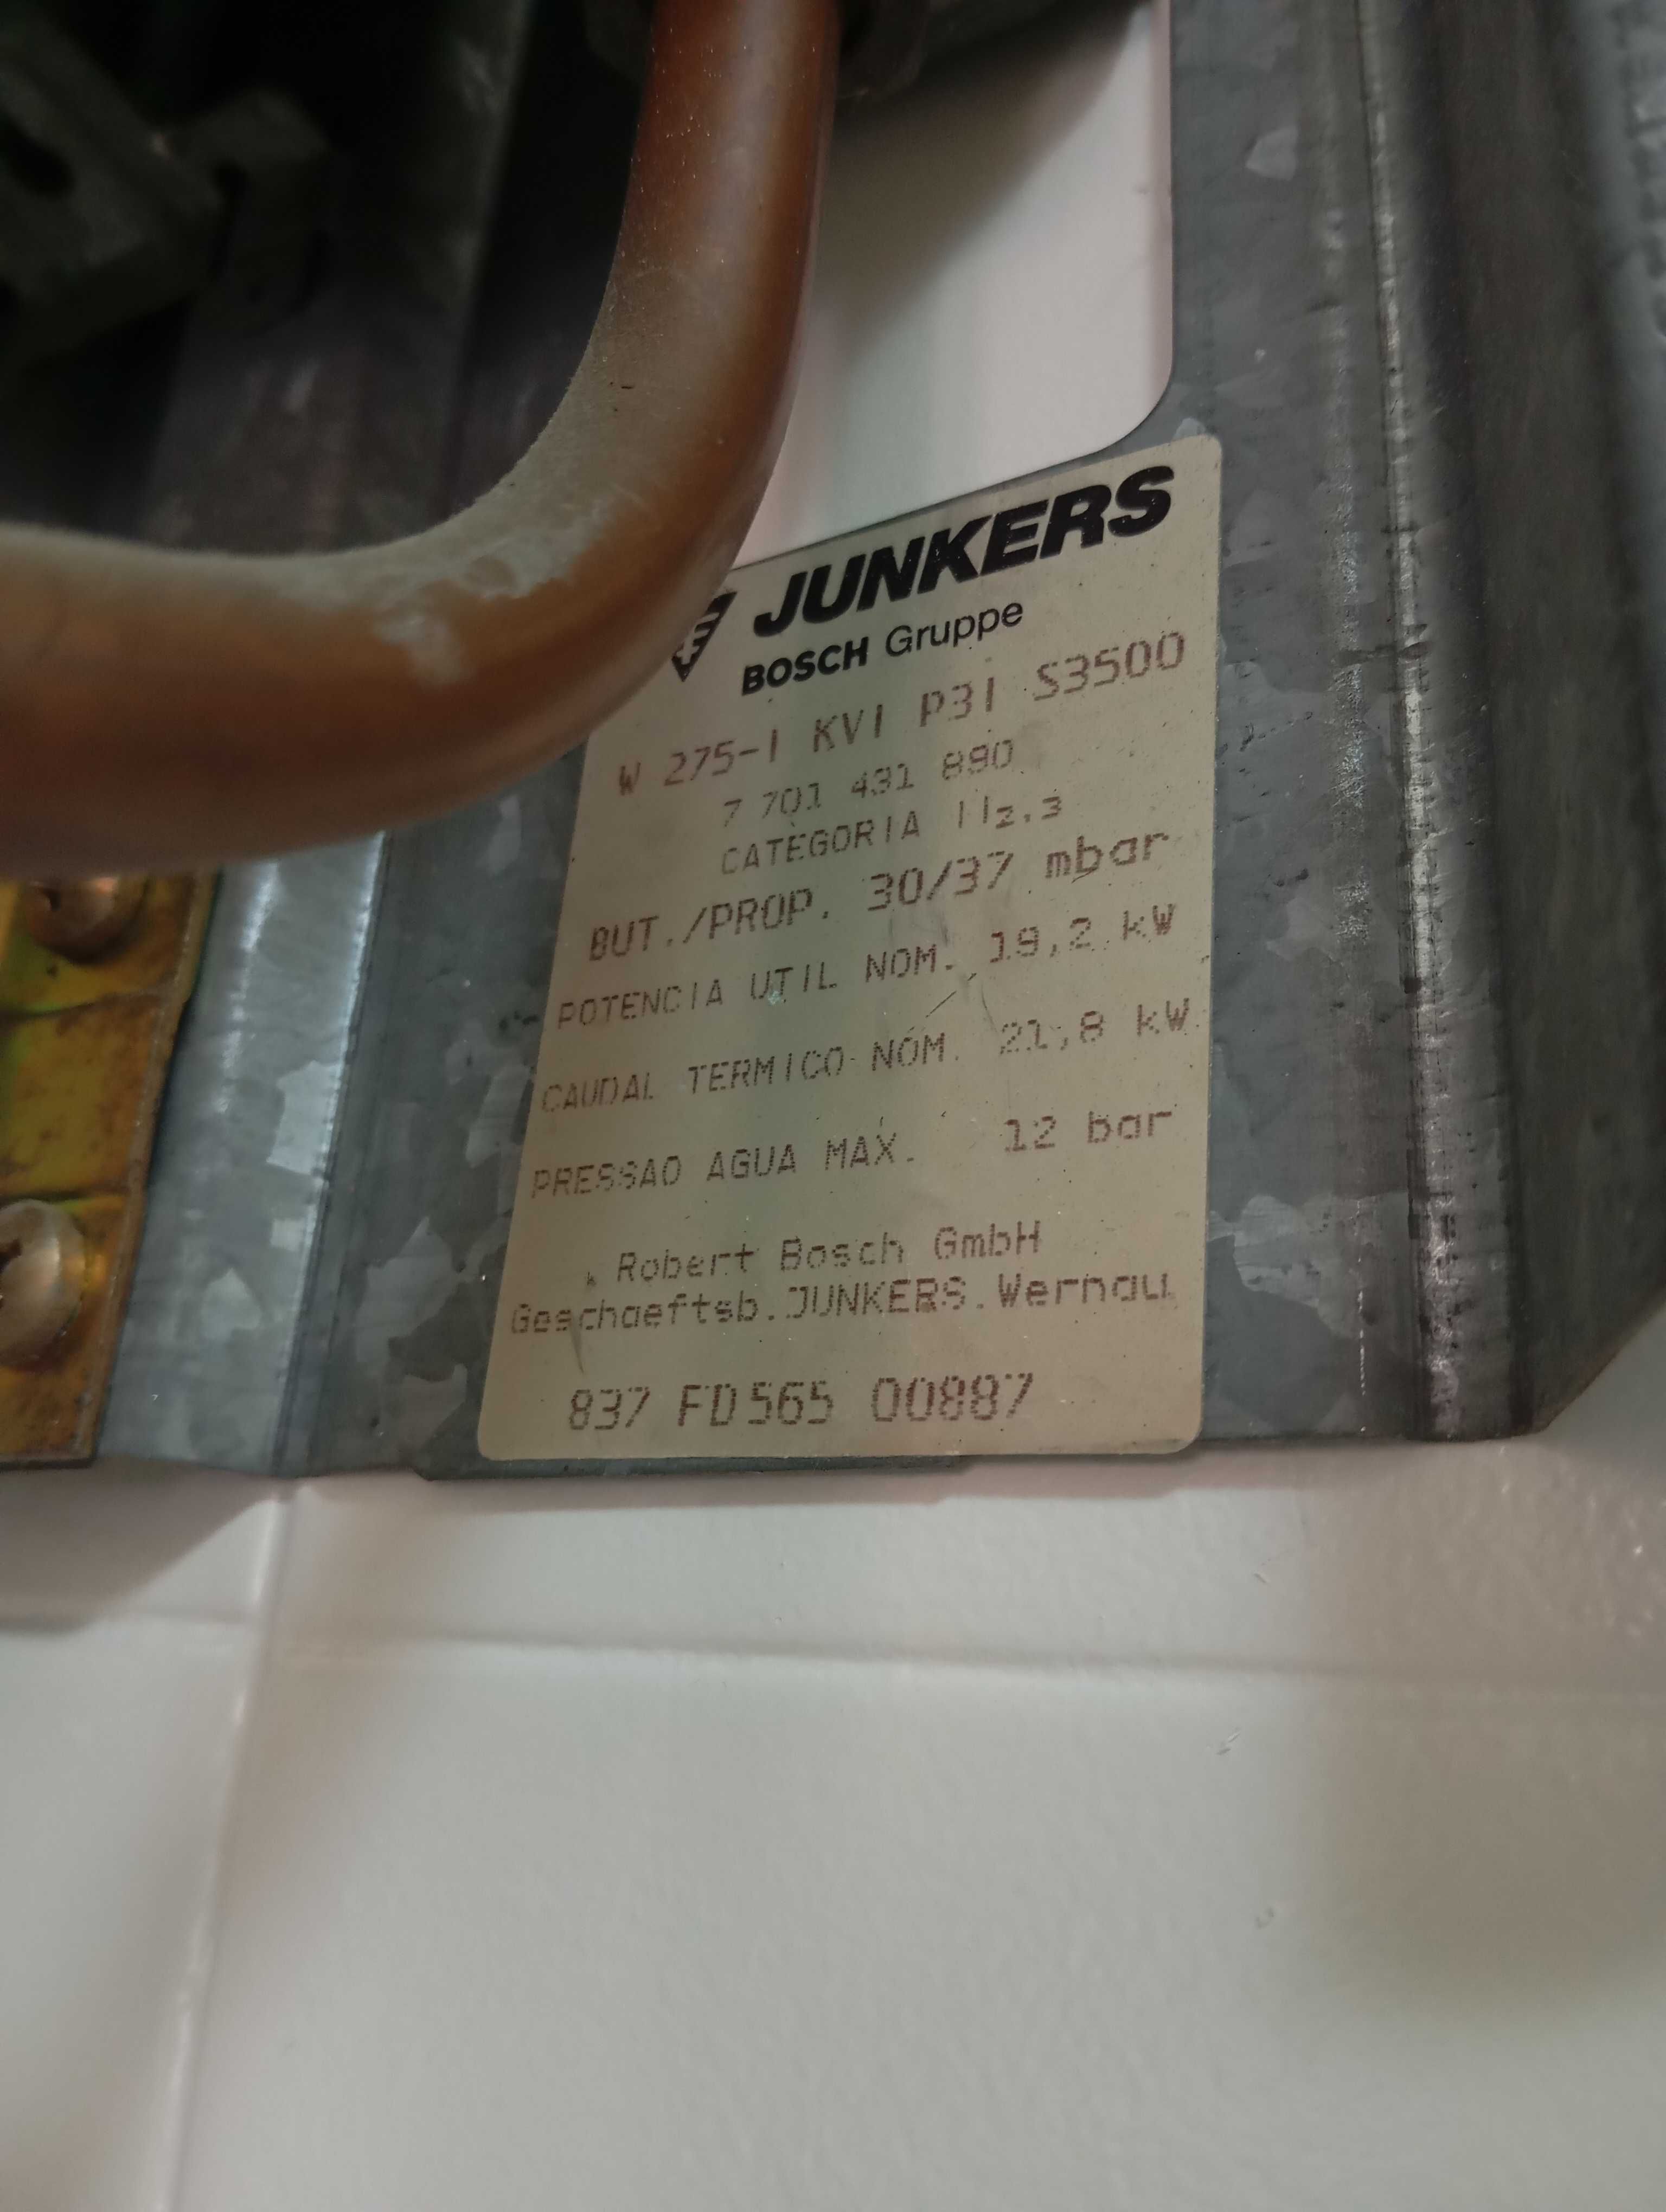 JUNKERS
BOSCH Gruppe
W 275-1 KV1 P31 S3500
7 701 431 890
CATEGORIA II2,3
BUT./PROP. 30/37 mbar
POTENCIA UTIL NOM. 19,2 kW
CAUDAL TERMICO NOM. 21,8 kW
PRESSAO AGUA MAX. 12 bar
Robert Bosch GmbH
Geschaeftsb.JUNKERS.Wernau
837 FD565 00887